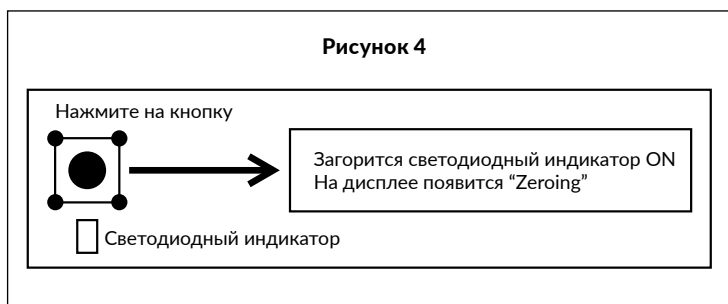 Рисунок 4
Нажмите на кнопку
Загорится светодиодный индикатор ON
На дисплее появится “Zeroing”
Светодиодный индикатор